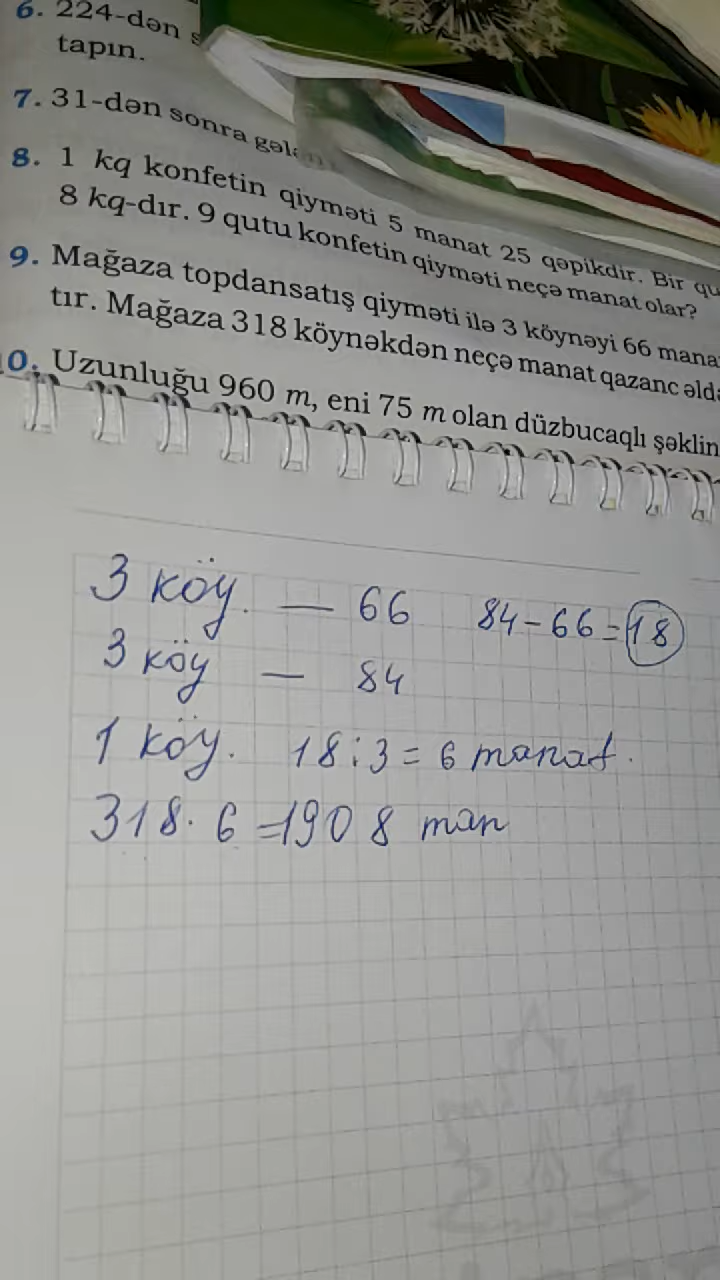 6. 224-dən
tapın.
7. 31-dən sonra
8. 1 kq konfetin qiyməti 5 manat 25 qəpikdir. Bir
8 kq-dır. 9 qutu konfetin qiyməti neçə manat olar?
9. Mağaza topdansatış qiyməti ilə 3 köynəyi 66
tır. Mağaza 318 köynəkdən neçə manat qazanc
0. Uzunluğu 960 m, eni 75 m olan düzbucaqlı
3 köy. — 66 84-66=18
3 köy — 84
1 köy. 18:3=6 manat.
318·6=1908 man